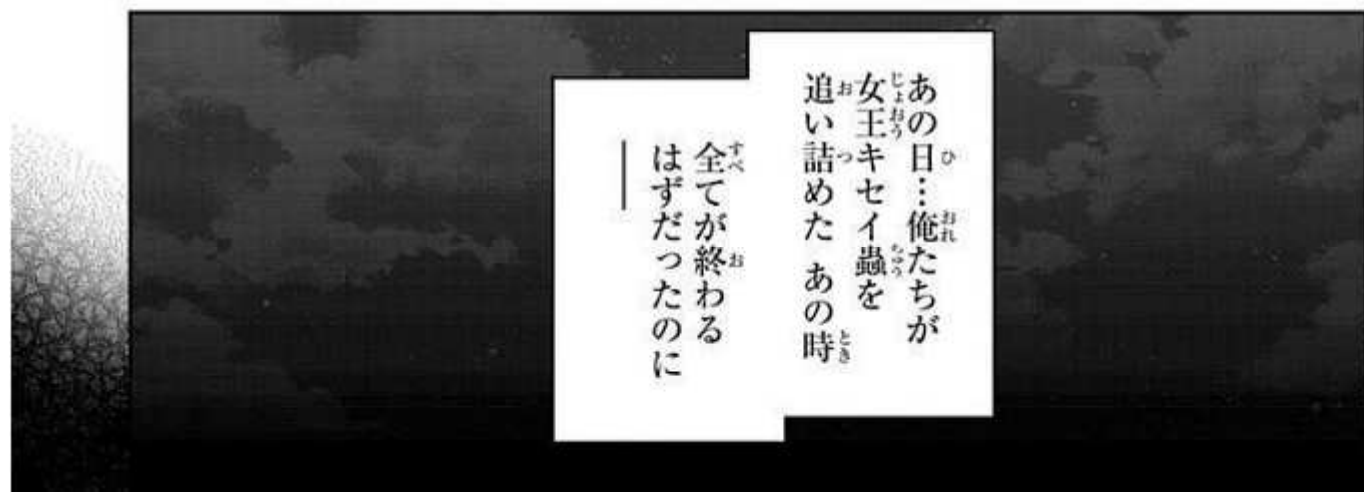 あの日…俺たちが
女王キセイ蟲を
追い詰めた あの時
全てが終わる
はずだったのに
――